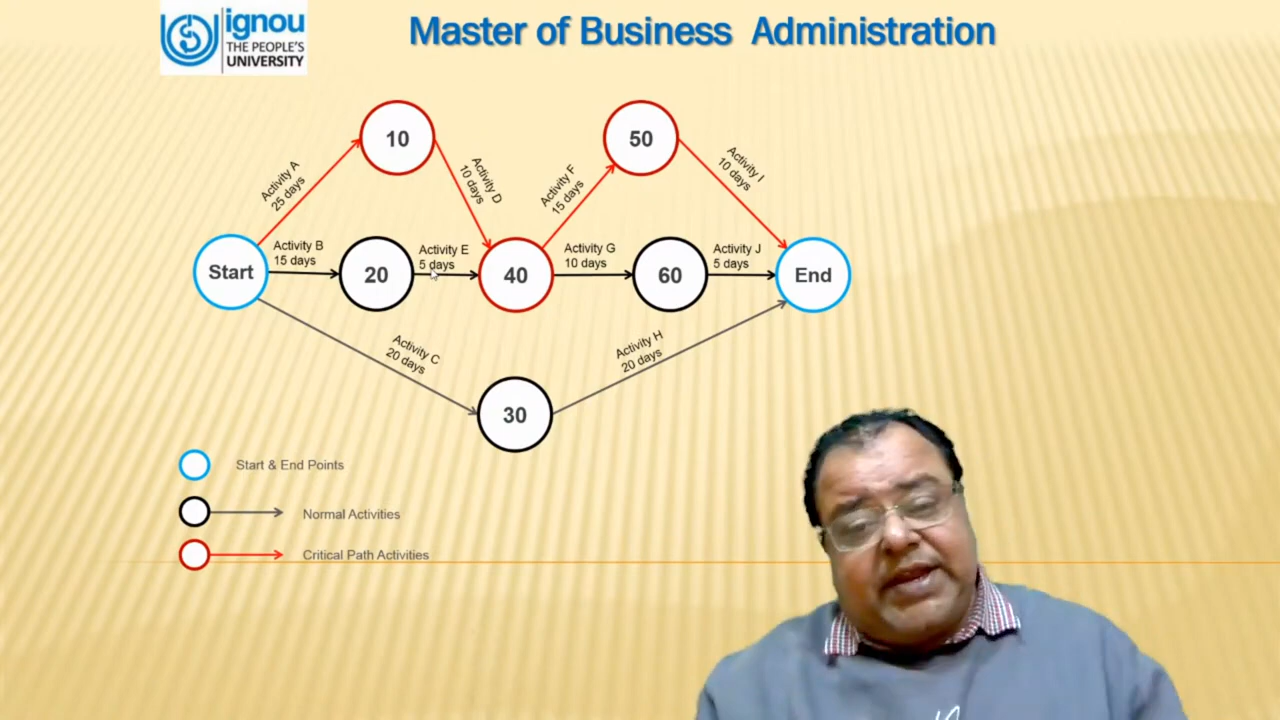 ignou
THE PEOPLE'S
UNIVERSITY
Master of Business Administration
10
50
Activity A
25 days
Activity D
10 days
Activity F
15 days
Activity I
10 days
Start
Activity B
15 days
20
Activity E
5 days
40
Activity G
10 days
60
Activity J
5 days
End
Activity C
20 days
Activity H
20 days
30
Start & End Points
Normal Activities
Critical Path Activities